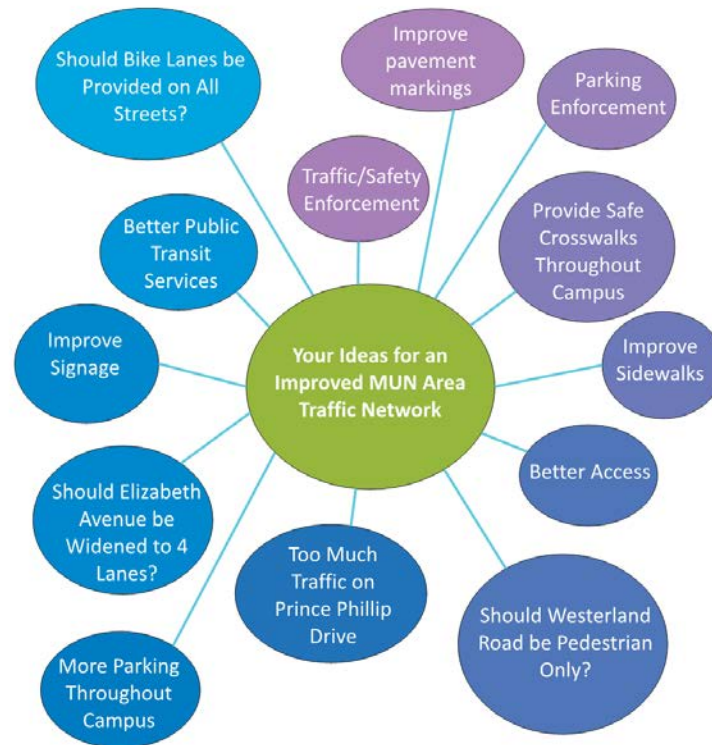 Should Bike Lanes be
Provided on All
Streets?
Improve
pavement
markings
Parking
Enforcement
Traffic/Safety
Enforcement
Provide Safe
Crosswalks
Throughout
Campus
Better Public
Transit
Services
Improve
Signage
Your Ideas for an
Improved MUN Area
Traffic Network
Improve
Sidewalks
Better Access
Should Elizabeth
Avenue be
Widened to 4
Lanes?
Too Much
Traffic on
Prince Phillip
Drive
Should Westerland
Road be Pedestrian
Only?
More Parking
Throughout
Campus